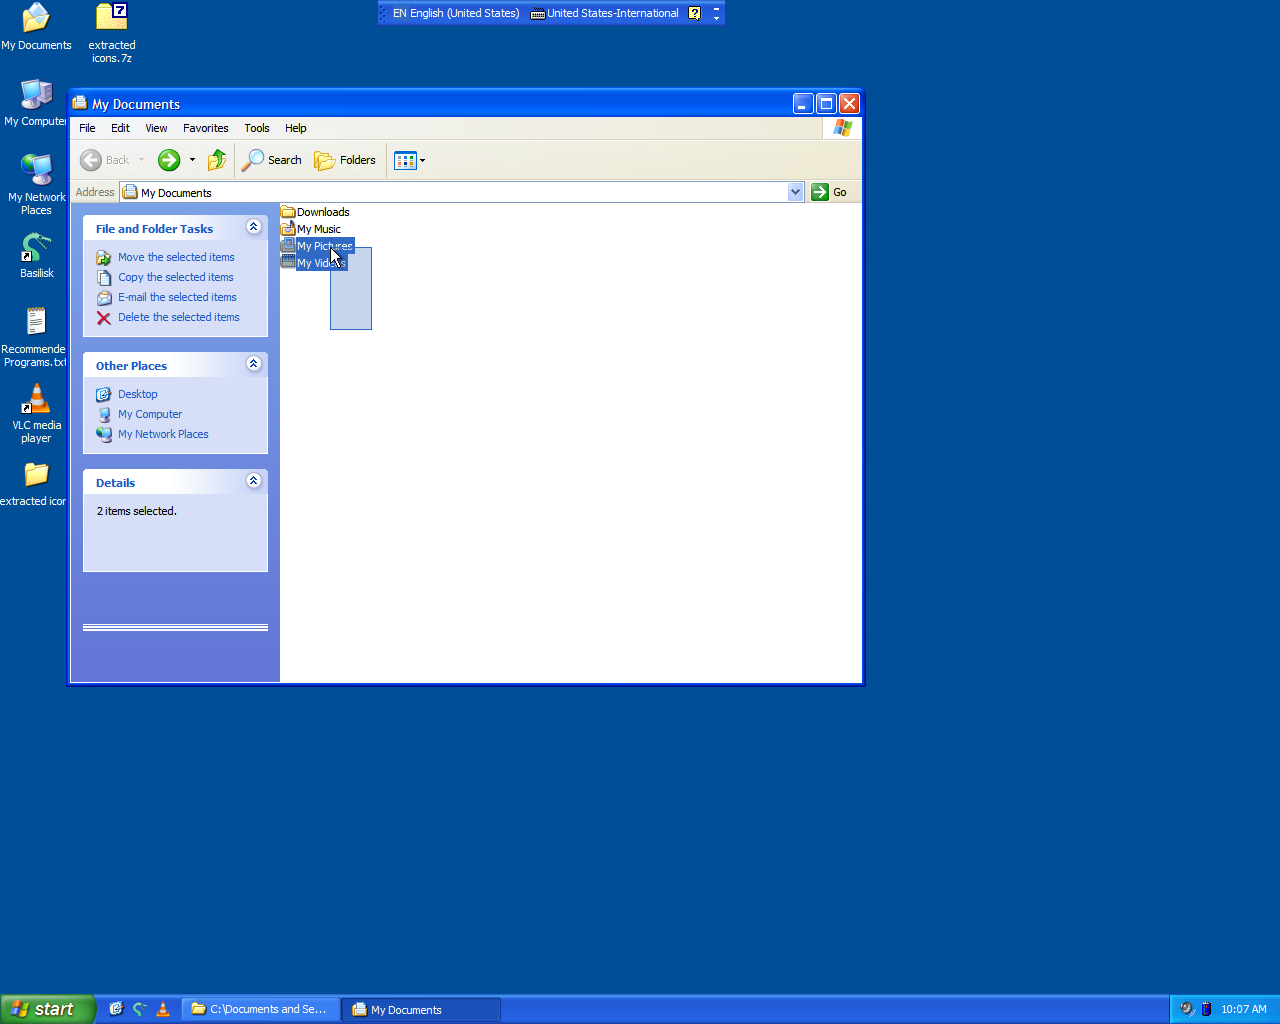 EN English (United States) United States-International
My Documents
extracted
icons.7z
My Computer
My Network
Places
Basilisk
Recommende
Programs.txt
VLC media
player
extracted icon
My Documents
File Edit View Favorites Tools Help
Back Search Folders
Address My Documents Go
File and Folder Tasks
Move the selected items
Copy the selected items
E-mail the selected items
Delete the selected items
Other Places
Desktop
My Computer
My Network Places
Details
2 items selected.
Downloads
My Music
My Pictures
My Videos
start C:\Documents and Se... My Documents 10:07 AM